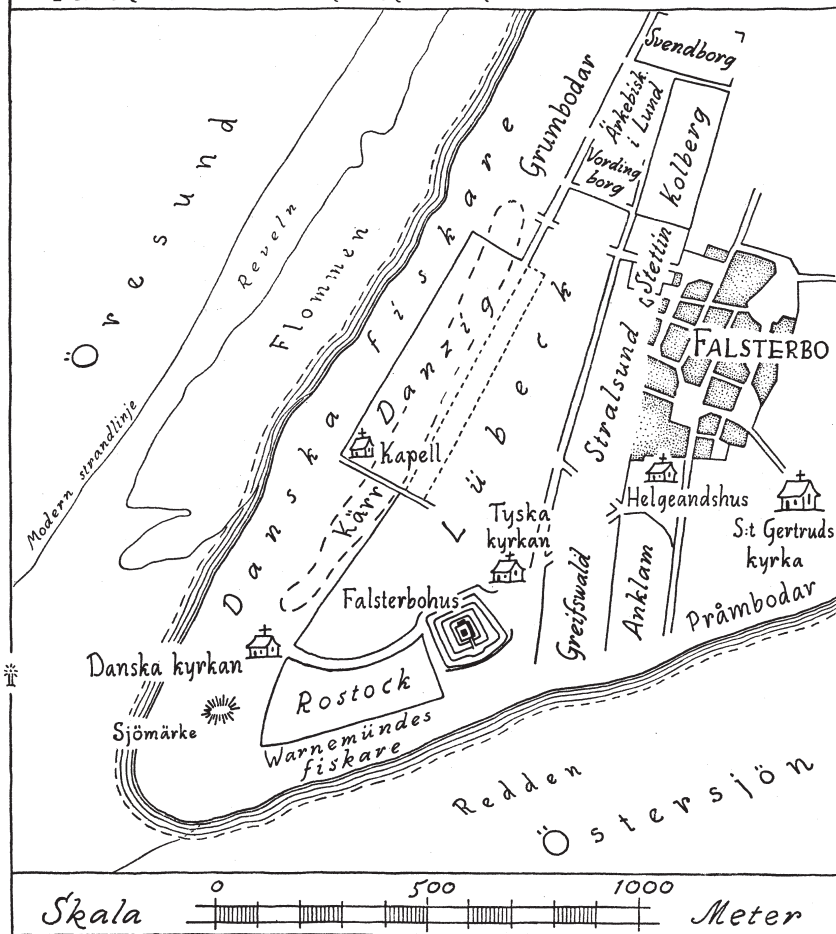 Svendborg
Grumbodar
Ärkebisk.
i Lund
Kolberg
Vording
borg
Öresund
Reveln
Flommen
Danska fiskare
Stettin
FALSTERBO
Danzig
Lübeck
Stralsund
Modern strandlinje
Kapell
Kärr
Tyska
kyrkan
Helgeandshus
S:t Gertruds
kyrka
Falsterbohus
Greifswald
Anklam
Pråmbodar
Danska kyrkan
Rostock
Sjömärke
Warnemündes
fiskare
Redden
Östersjön
0 500 1000
Skala Meter